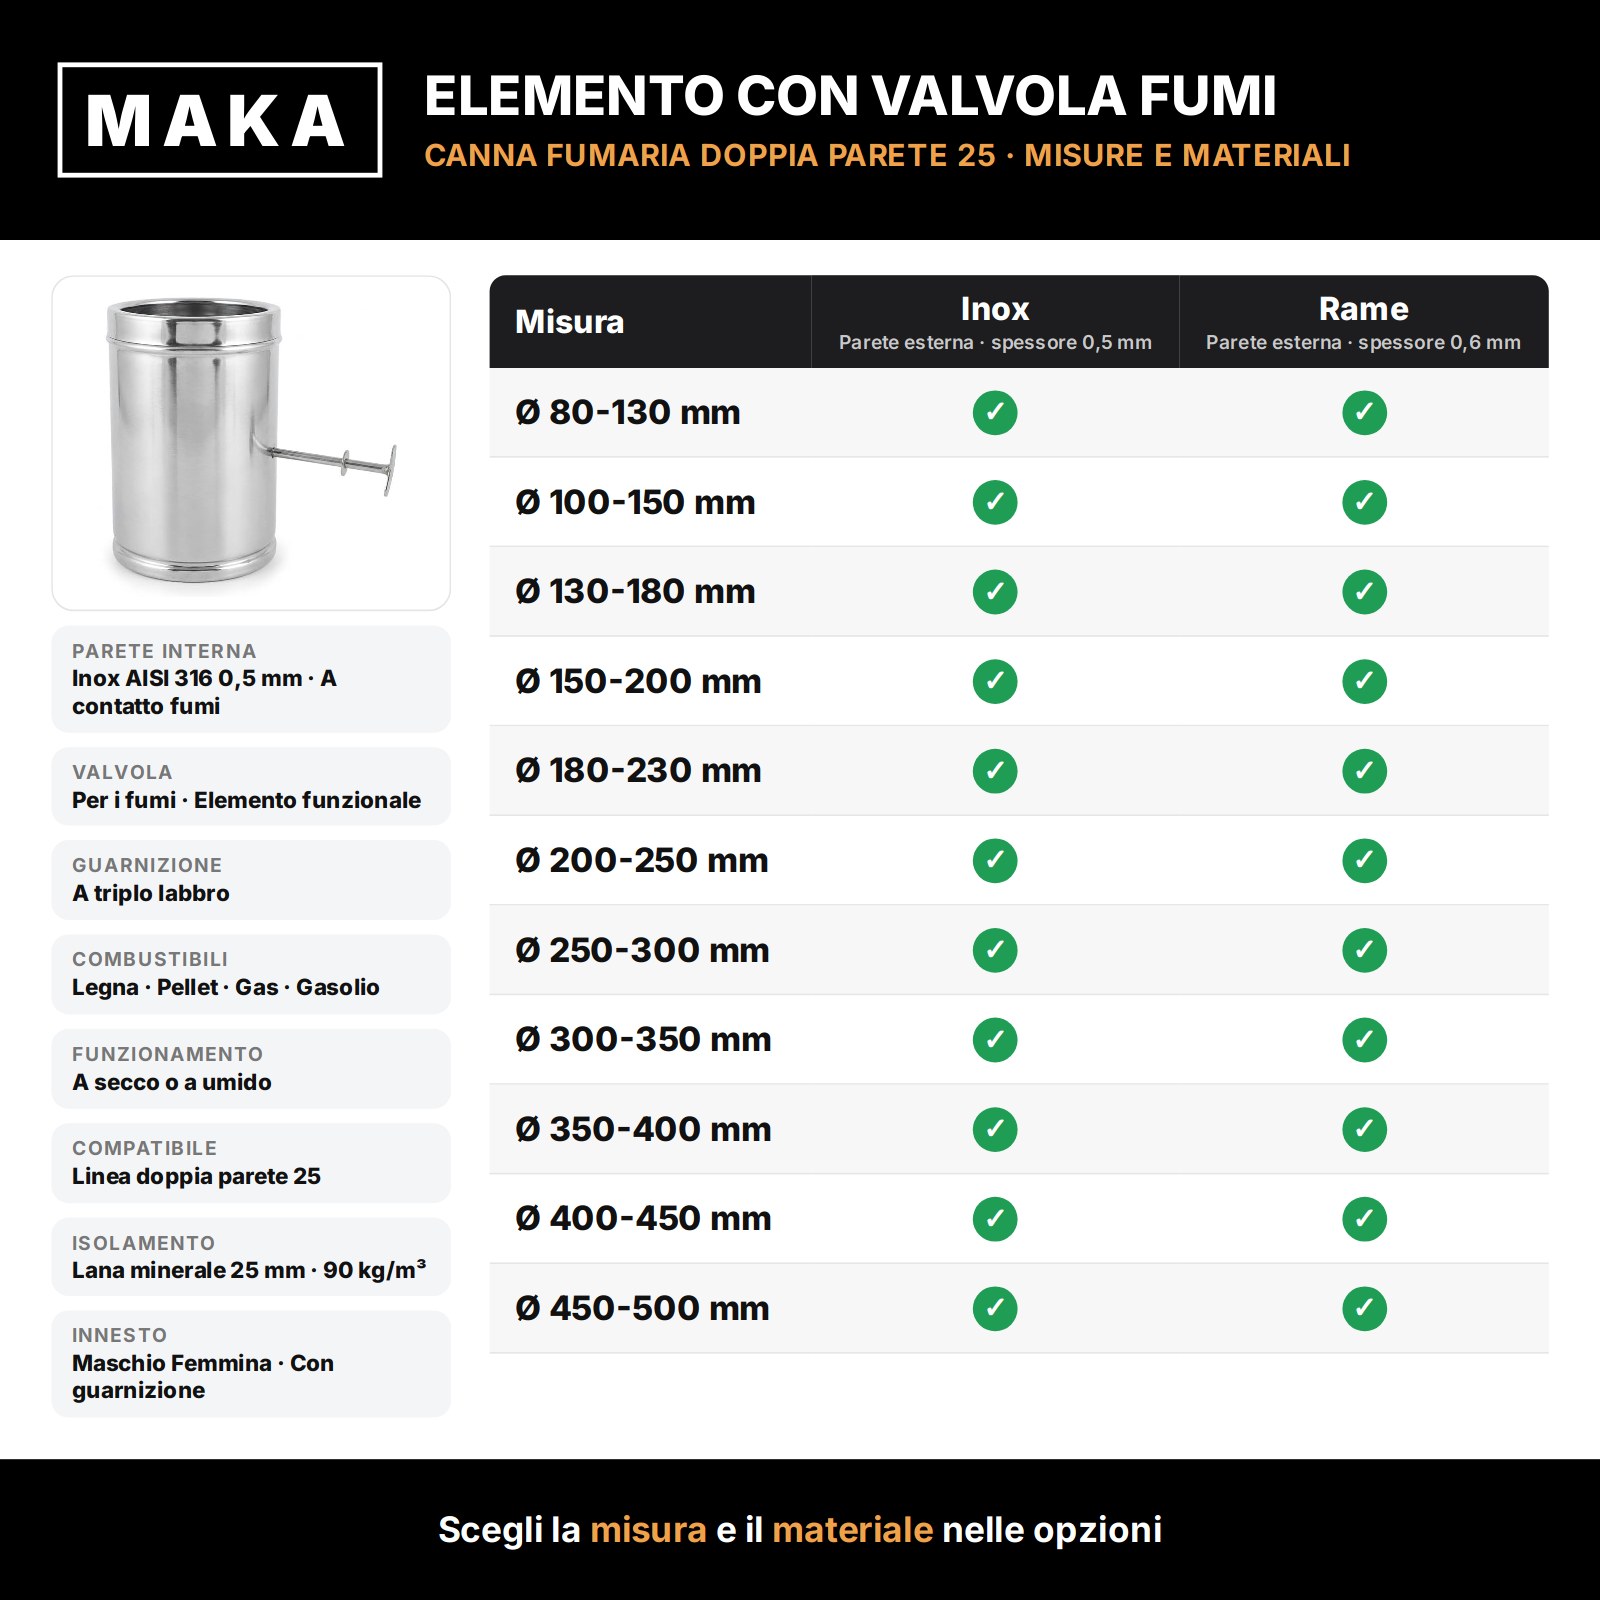 MAKA
ELEMENTO CON VALVOLA FUMI
CANNA FUMARIA DOPPIA PARETE 25 · MISURE E MATERIALI
PARETE INTERNA
Inox AISI 316 0,5 mm · A
contatto fumi
VALVOLA
Per i fumi · Elemento funzionale
GUARNIZIONE
A triplo labbro
COMBUSTIBILI
Legna · Pellet · Gas · Gasolio
FUNZIONAMENTO
A secco o a umido
COMPATIBILE
Linea doppia parete 25
ISOLAMENTO
Lana minerale 25 mm · 90 kg/m³
INNESTO
Maschio Femmina · Con
guarnizione
Misura
Inox
Parete esterna · spessore 0,5 mm
Rame
Parete esterna · spessore 0,6 mm
Ø 80-130 mm ✓ ✓
Ø 100-150 mm ✓ ✓
Ø 130-180 mm ✓ ✓
Ø 150-200 mm ✓ ✓
Ø 180-230 mm ✓ ✓
Ø 200-250 mm ✓ ✓
Ø 250-300 mm ✓ ✓
Ø 300-350 mm ✓ ✓
Ø 350-400 mm ✓ ✓
Ø 400-450 mm ✓ ✓
Ø 450-500 mm ✓ ✓
Scegli la misura e il materiale nelle opzioni